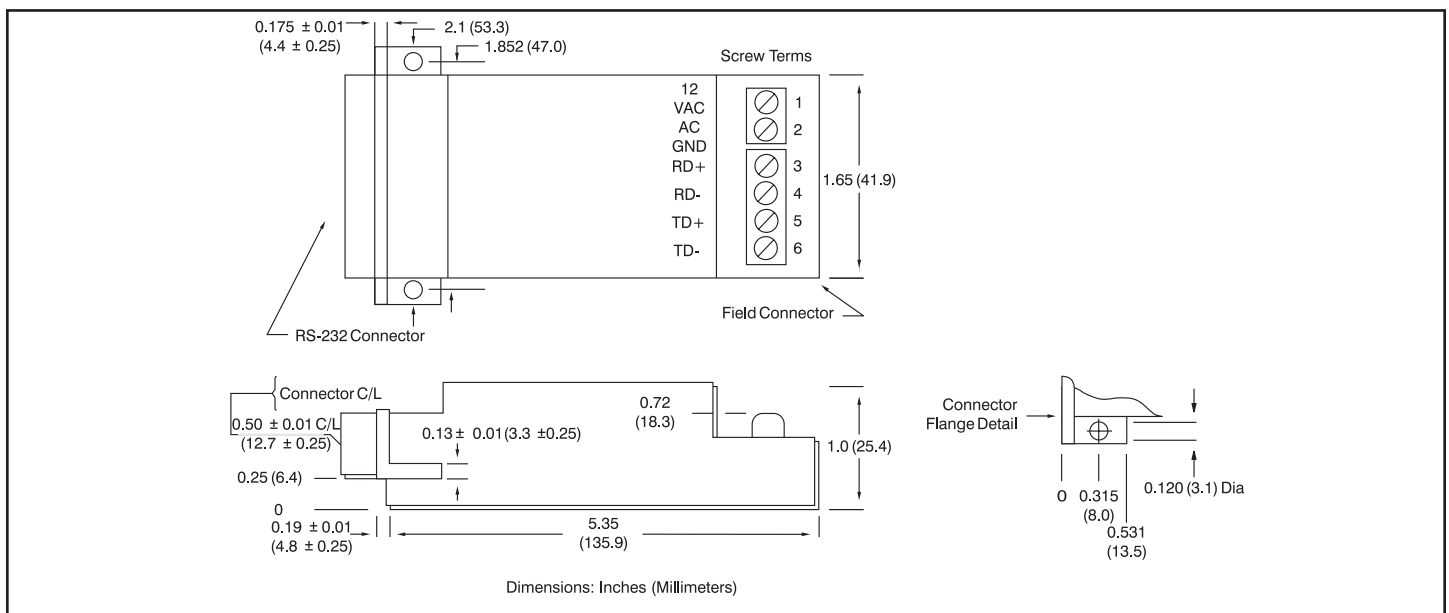 0.175 ± 0.01
(4.4 ± 0.25)
2.1 (53.3)
1.852 (47.0)
Screw Terms
12
VAC
AC
GND
RD+
RD-
TD+
TD-
1
2
3
4
5
6
1.65 (41.9)
Field Connector
RS-232 Connector
Connector C/L
0.50 ± 0.01 C/L
(12.7 ± 0.25)
0.13 ± 0.01 (3.3 ± 0.25)
0.72
(18.3)
1.0 (25.4)
0.25 (6.4)
0
0.19 ± 0.01
(4.8 ± 0.25)
5.35
(135.9)
Connector
Flange Detail
0
0.315
(8.0)
0.531
(13.5)
0.120 (3.1) Dia
Dimensions: Inches (Millimeters)